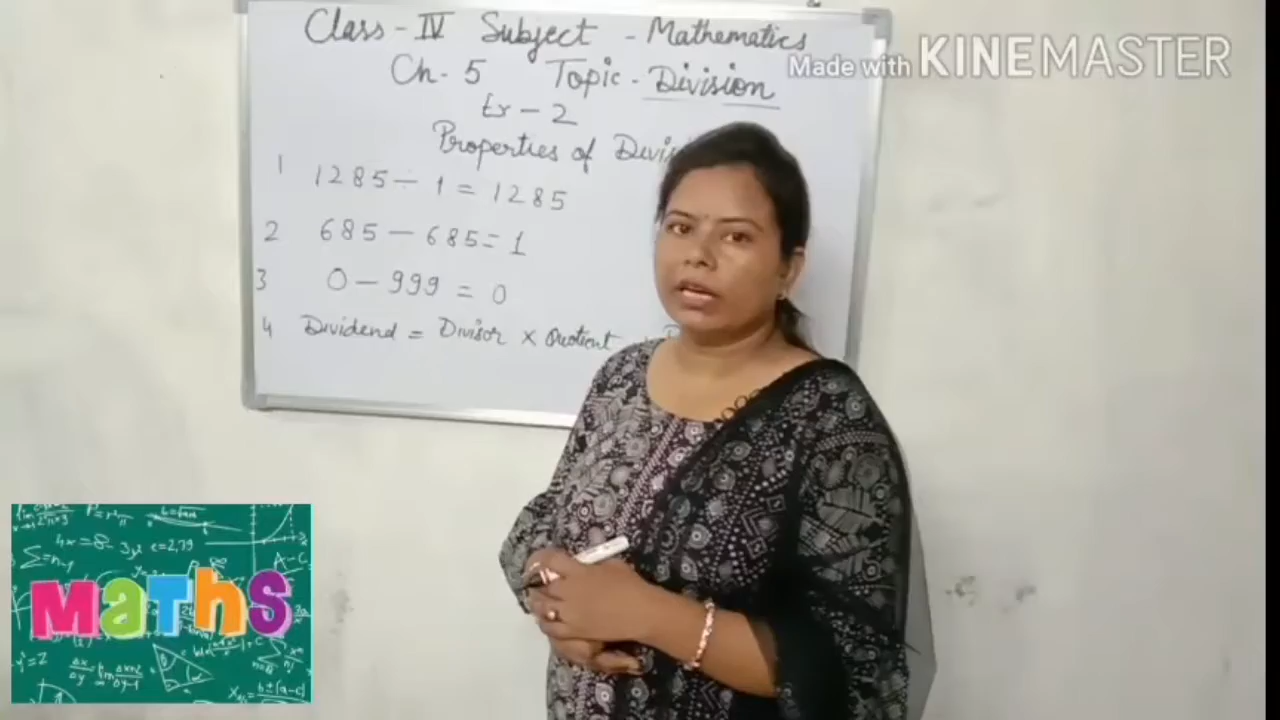 Class - IV Subject - Mathematics
Made with KINEMASTER
Ch. 5 Topic - Division
Ex - 2
Properties of Divis
1 1285 ÷ 1 = 1285
2 685 — 685 = 1
3 0 — 999 = 0
4 Dividend = Divisor × Quotient
Maths